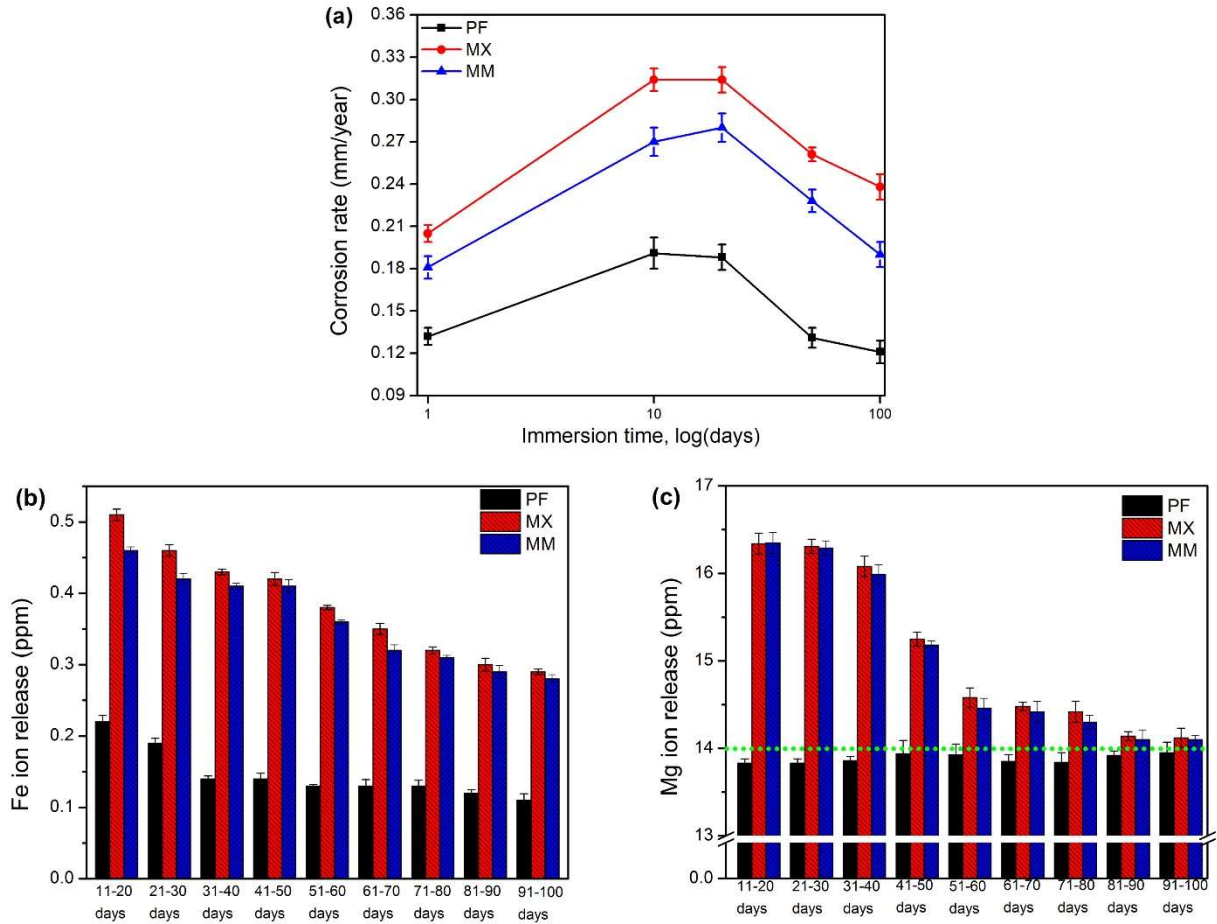 (a)
0.36
0.33
0.30
0.27
0.24
0.21
0.18
0.15
0.12
0.09
Corrosion rate (mm/year)
PF
MX
MM
1
10
100
Immersion time, log(days)
(b)
0.5
0.4
0.3
0.2
0.1
0.0
Fe ion release (ppm)
PF
MX
MM
11-20 21-30 31-40 41-50 51-60 61-70 71-80 81-90 91-100
days days days days days days days days days
(c)
17
16
15
14
13
0.0
Mg ion release (ppm)
PF
MX
MM
11-20 21-30 31-40 41-50 51-60 61-70 71-80 81-90 91-100
days days days days days days days days days